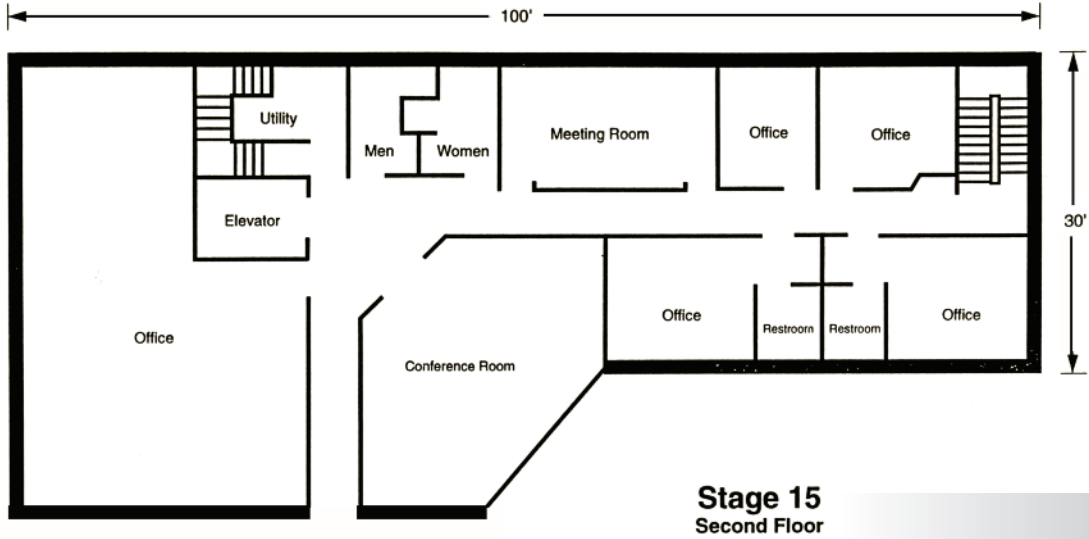 100'
Utility
Men
Women
Meeting Room
Office
Office
Elevator
30'
Office
Office
Restroom
Restroom
Office
Conference Room
Stage 15
Second Floor